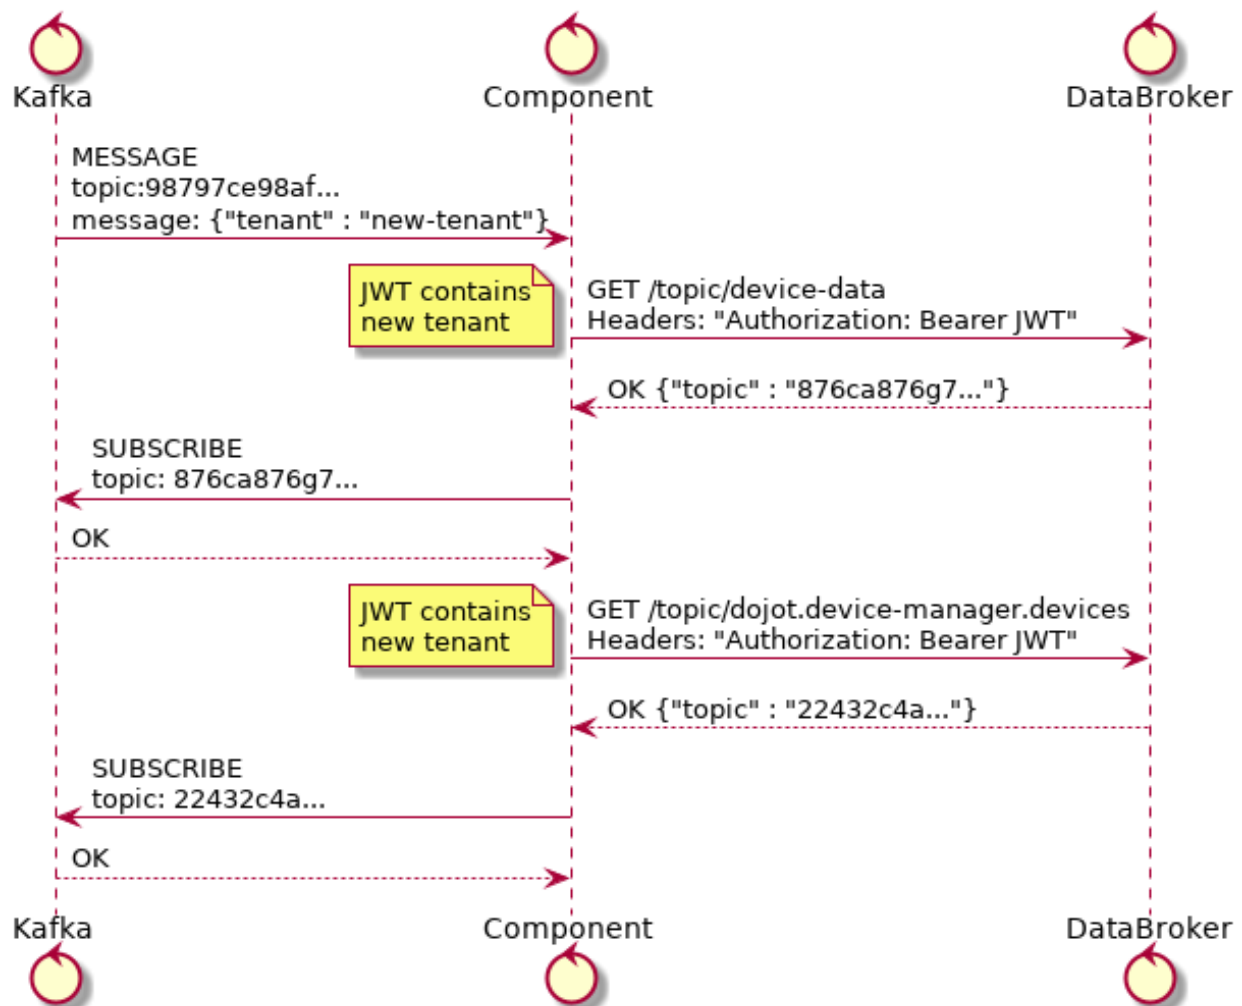 Kafka
Component
DataBroker
MESSAGE
topic:98797ce98af...
message: {"tenant" : "new-tenant"}
JWT contains
new tenant
GET /topic/device-data
Headers: "Authorization: Bearer JWT"
OK {"topic" : "876ca876g7..."}
SUBSCRIBE
topic: 876ca876g7...
OK
JWT contains
new tenant
GET /topic/dojot.device-manager.devices
Headers: "Authorization: Bearer JWT"
OK {"topic" : "22432c4a..."}
SUBSCRIBE
topic: 22432c4a...
OK
Kafka
Component
DataBroker